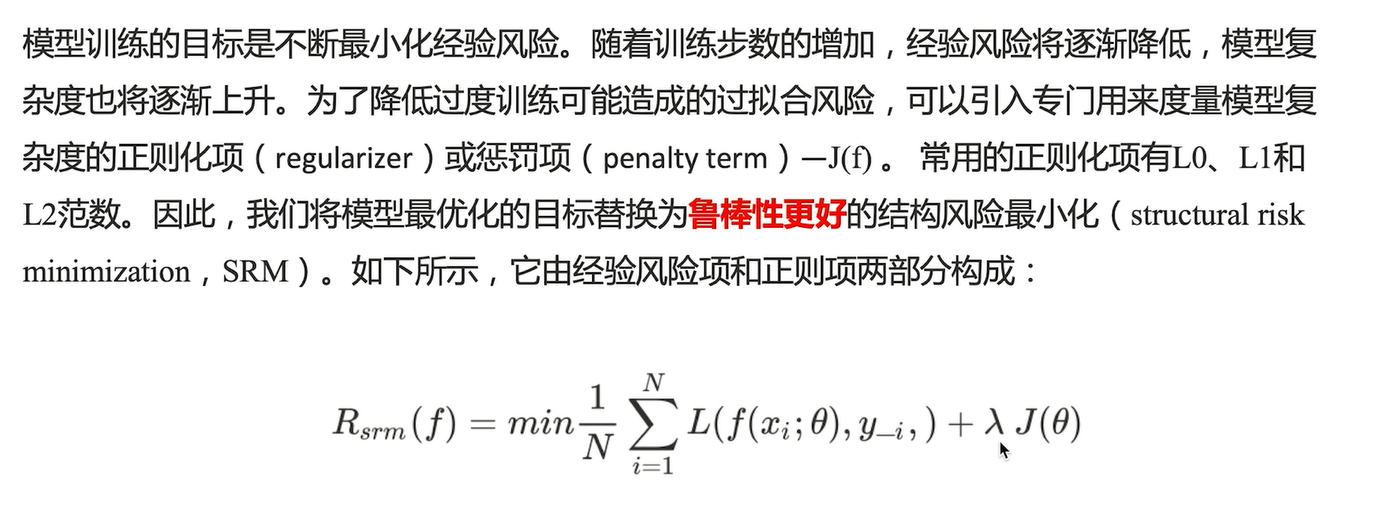 模型训练的目标是不断最小化经验风险。随着训练步数的增加，经验风险将逐渐降低，模型复
杂度也将逐渐上升。为了降低过度训练可能造成的过拟合风险，可以引入专门用来度量模型复
杂度的正则化项（regularizer）或惩罚项（penalty term）—J(f) 。 常用的正则化项有L0、L1和
L2范数。因此，我们将模型最优化的目标替换为鲁棒性更好的结构风险最小化（structural risk
minimization，SRM）。如下所示，它由经验风险项和正则项两部分构成：
R_{srm}(f) = min \frac{1}{N} \sum_{i=1}^{N} L(f(x_i; θ), y_{–i}, ) + λ J(θ)